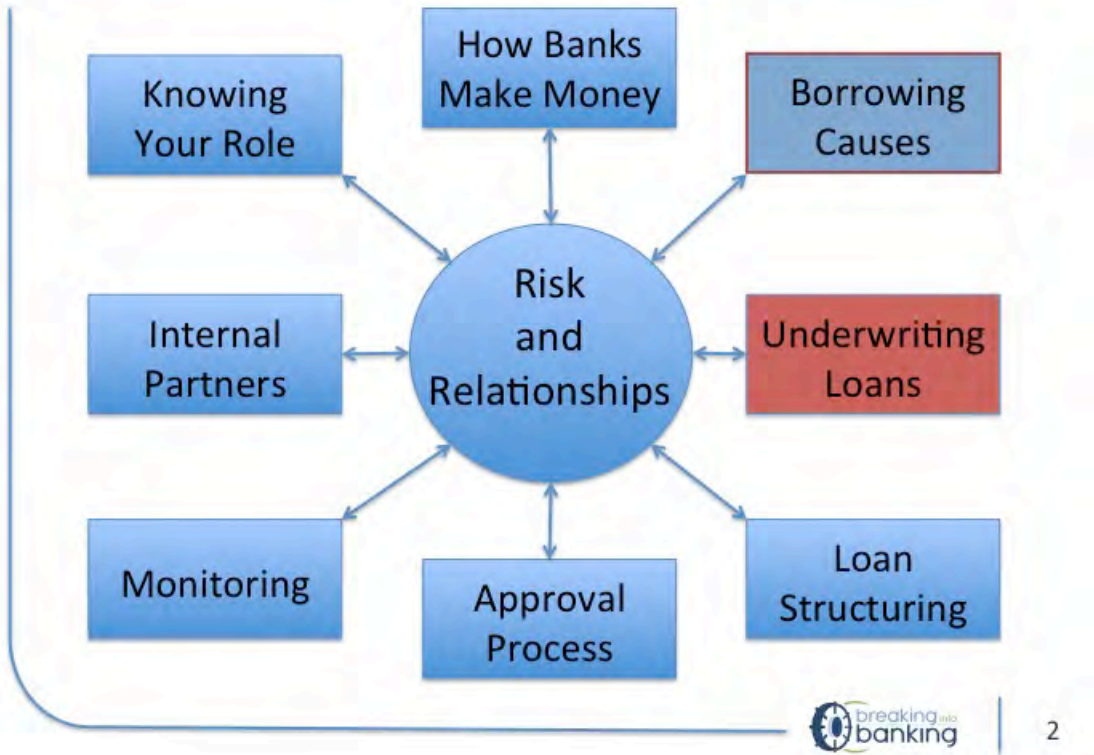 How Banks
Make Money
Knowing
Your Role
Borrowing
Causes
Risk
and
Relationships
Internal
Partners
Underwriting
Loans
Monitoring
Approval
Process
Loan
Structuring
breaking into
banking
2